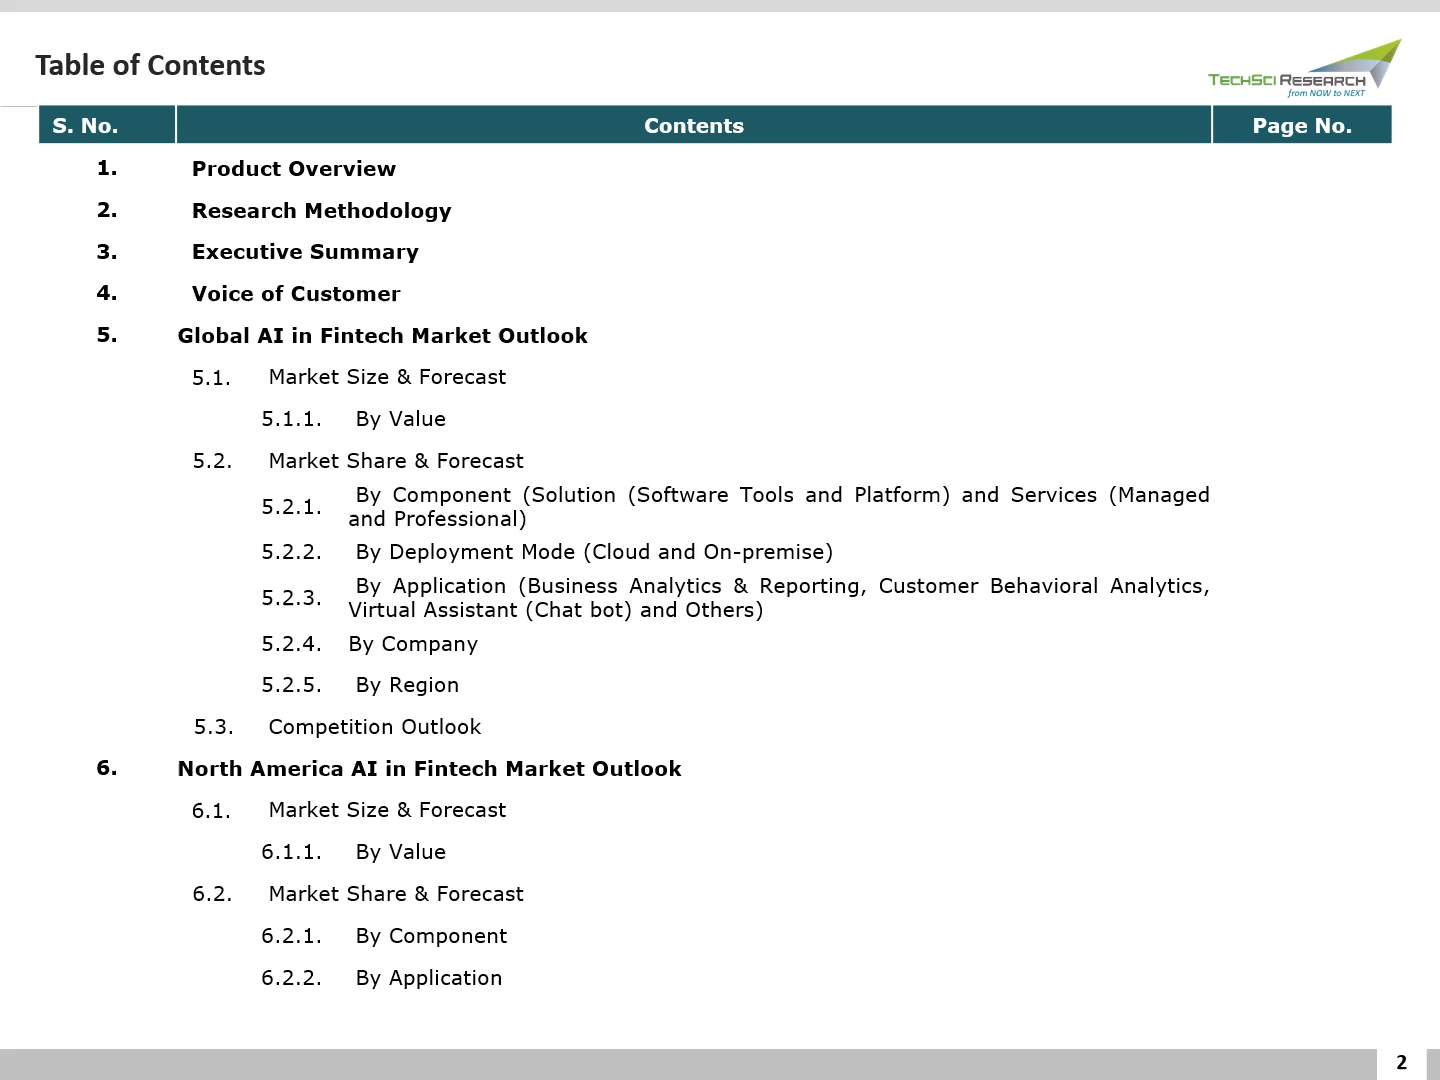 Table of Contents
TECHSCI RESEARCH
from NOW to NEXT
S. No. Contents Page No.
1. Product Overview
2. Research Methodology
3. Executive Summary
4. Voice of Customer
5. Global AI in Fintech Market Outlook
5.1. Market Size & Forecast
5.1.1. By Value
5.2. Market Share & Forecast
5.2.1. By Component (Solution (Software Tools and Platform) and Services (Managed
and Professional)
5.2.2. By Deployment Mode (Cloud and On-premise)
5.2.3. By Application (Business Analytics & Reporting, Customer Behavioral Analytics,
Virtual Assistant (Chat bot) and Others)
5.2.4. By Company
5.2.5. By Region
5.3. Competition Outlook
6. North America AI in Fintech Market Outlook
6.1. Market Size & Forecast
6.1.1. By Value
6.2. Market Share & Forecast
6.2.1. By Component
6.2.2. By Application
2